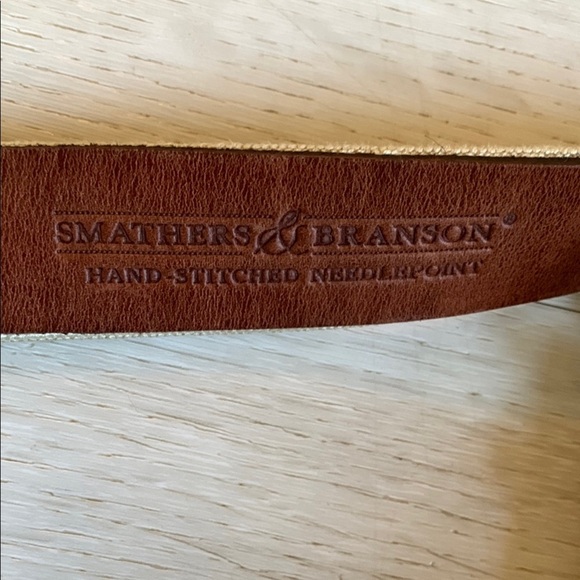 SMATHERS & BRANSON®
HAND-STITCHED NEEDLEPOINT